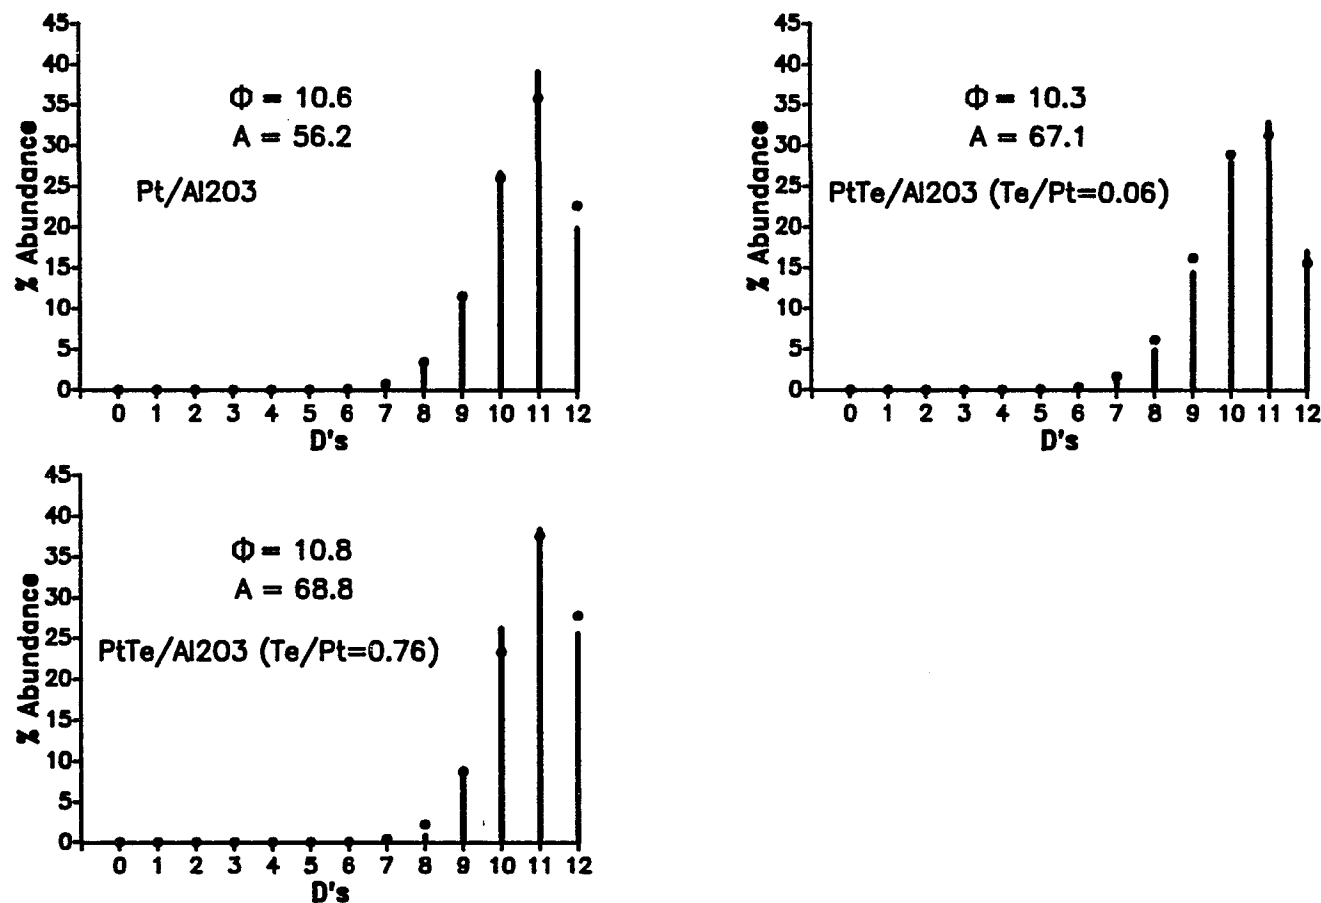 45
40
35
30
25
20
15
10
5
0
% Abundance
Φ = 10.6
A = 56.2
Pt/Al2O3
0 1 2 3 4 5 6 7 8 9 10 11 12
D's
45
40
35
30
25
20
15
10
5
0
% Abundance
Φ = 10.3
A = 67.1
PtTe/Al2O3 (Te/Pt=0.06)
0 1 2 3 4 5 6 7 8 9 10 11 12
D's
45
40
35
30
25
20
15
10
5
0
% Abundance
Φ = 10.8
A = 68.8
PtTe/Al2O3 (Te/Pt=0.76)
0 1 2 3 4 5 6 7 8 9 10 11 12
D's